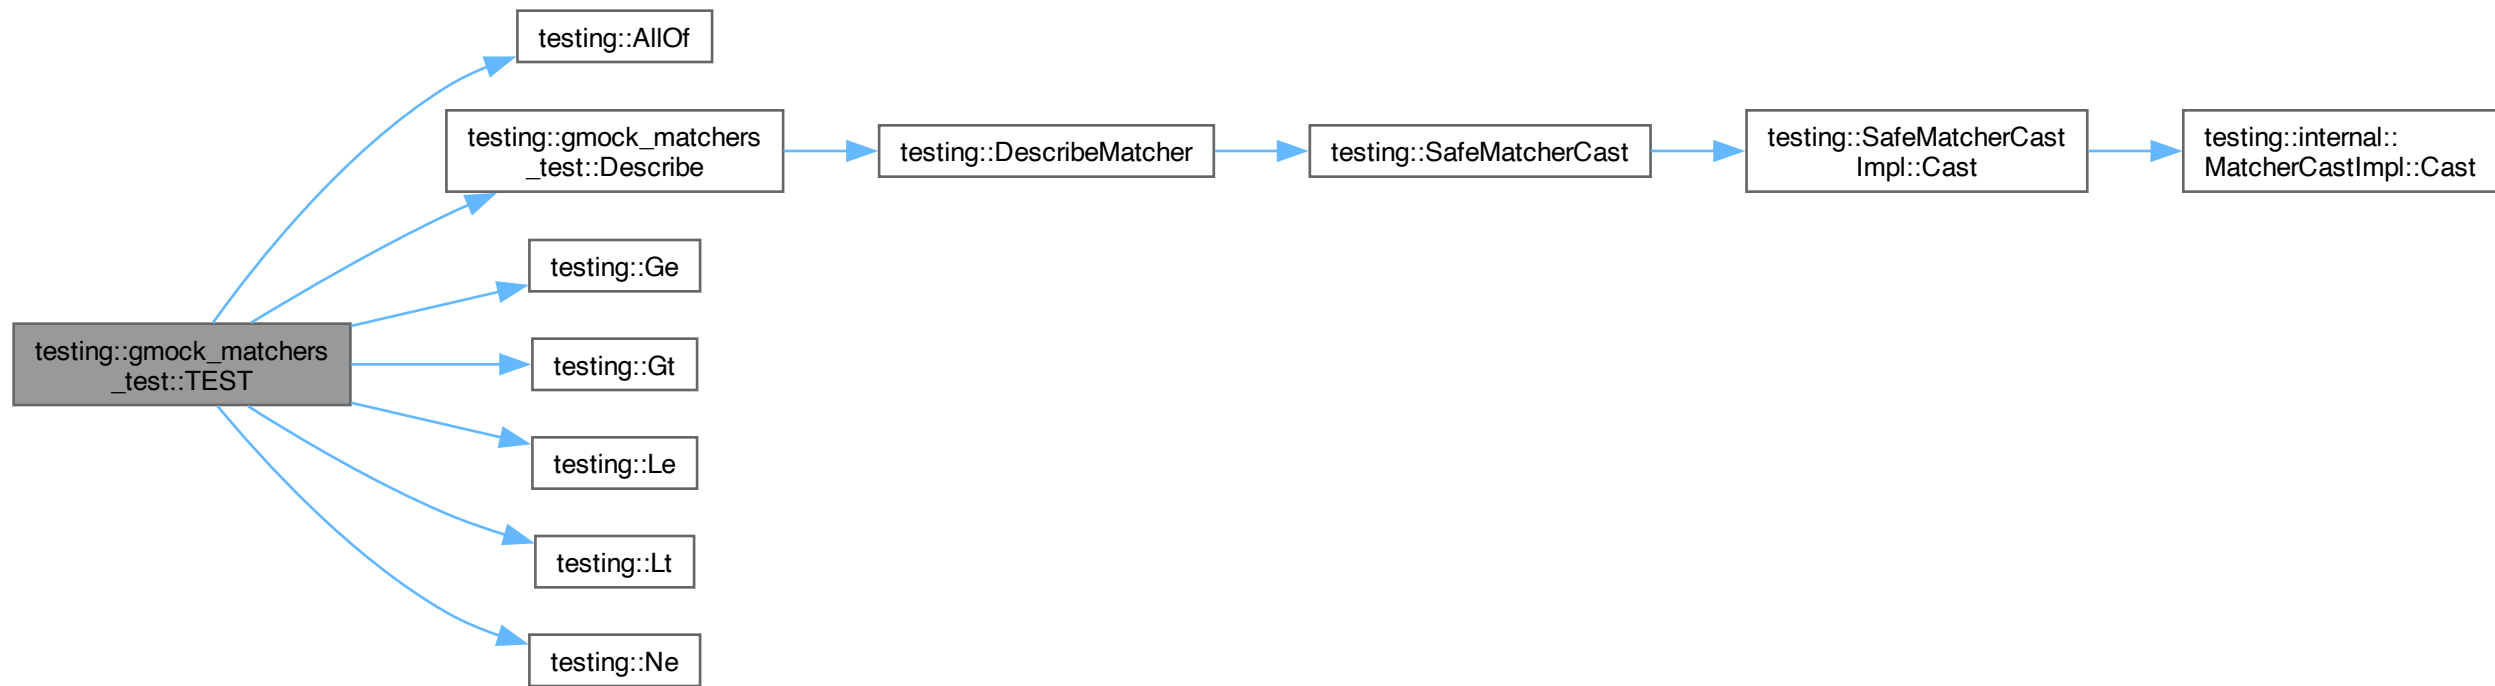 testing::AllOf
testing::gmock_matchers
_test::Describe
testing::DescribeMatcher
testing::SafeMatcherCast
testing::SafeMatcherCast
Impl::Cast
testing::internal::
MatcherCastImpl::Cast
testing::Ge
testing::gmock_matchers
_test::TEST
testing::Gt
testing::Le
testing::Lt
testing::Ne